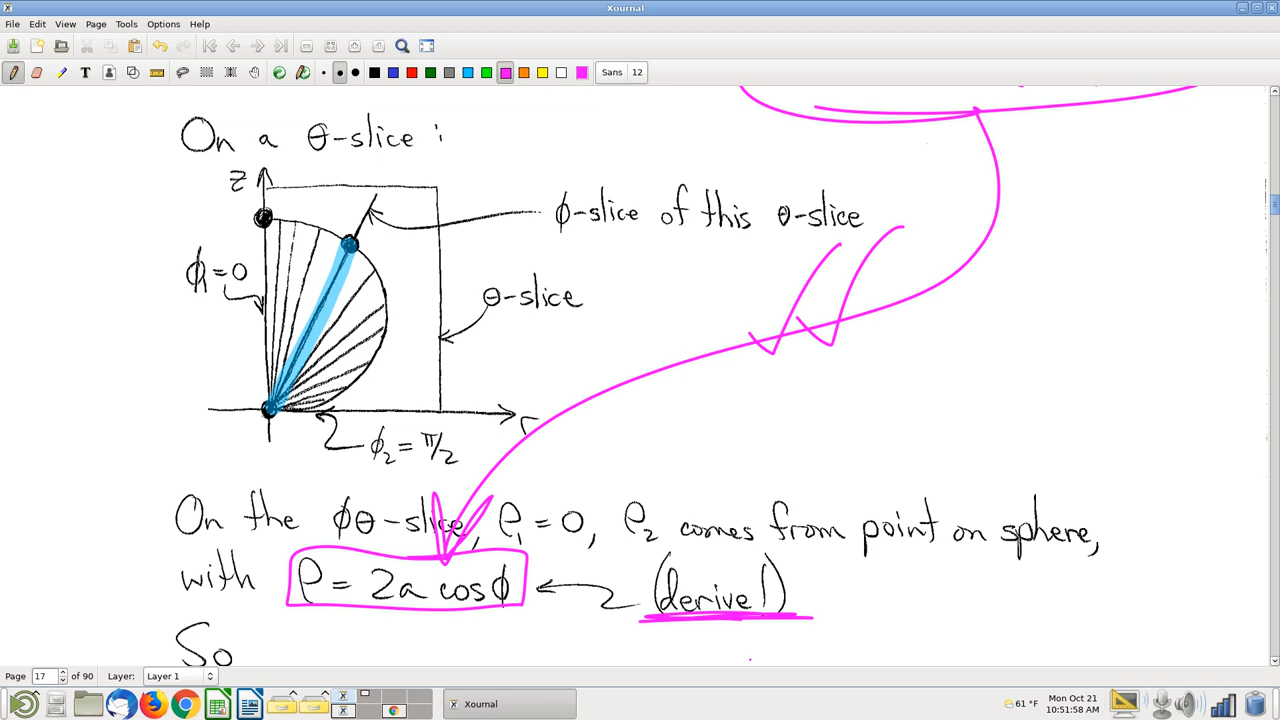 Xournal
File Edit View Page Tools Options Help
Sans 12
On a θ-slice :
z
ϕ-slice of this θ-slice
ϕ₁=0
θ-slice
r
ϕ₂ = π/2
On the ϕθ-slice, ρ₁ = 0, ρ₂ comes from point on sphere,
with ρ = 2a cosϕ (derive!)
So
Page 17 of 90 Layer: Layer 1
Xournal
61 °F
Mon Oct 21
10:51:58 AM